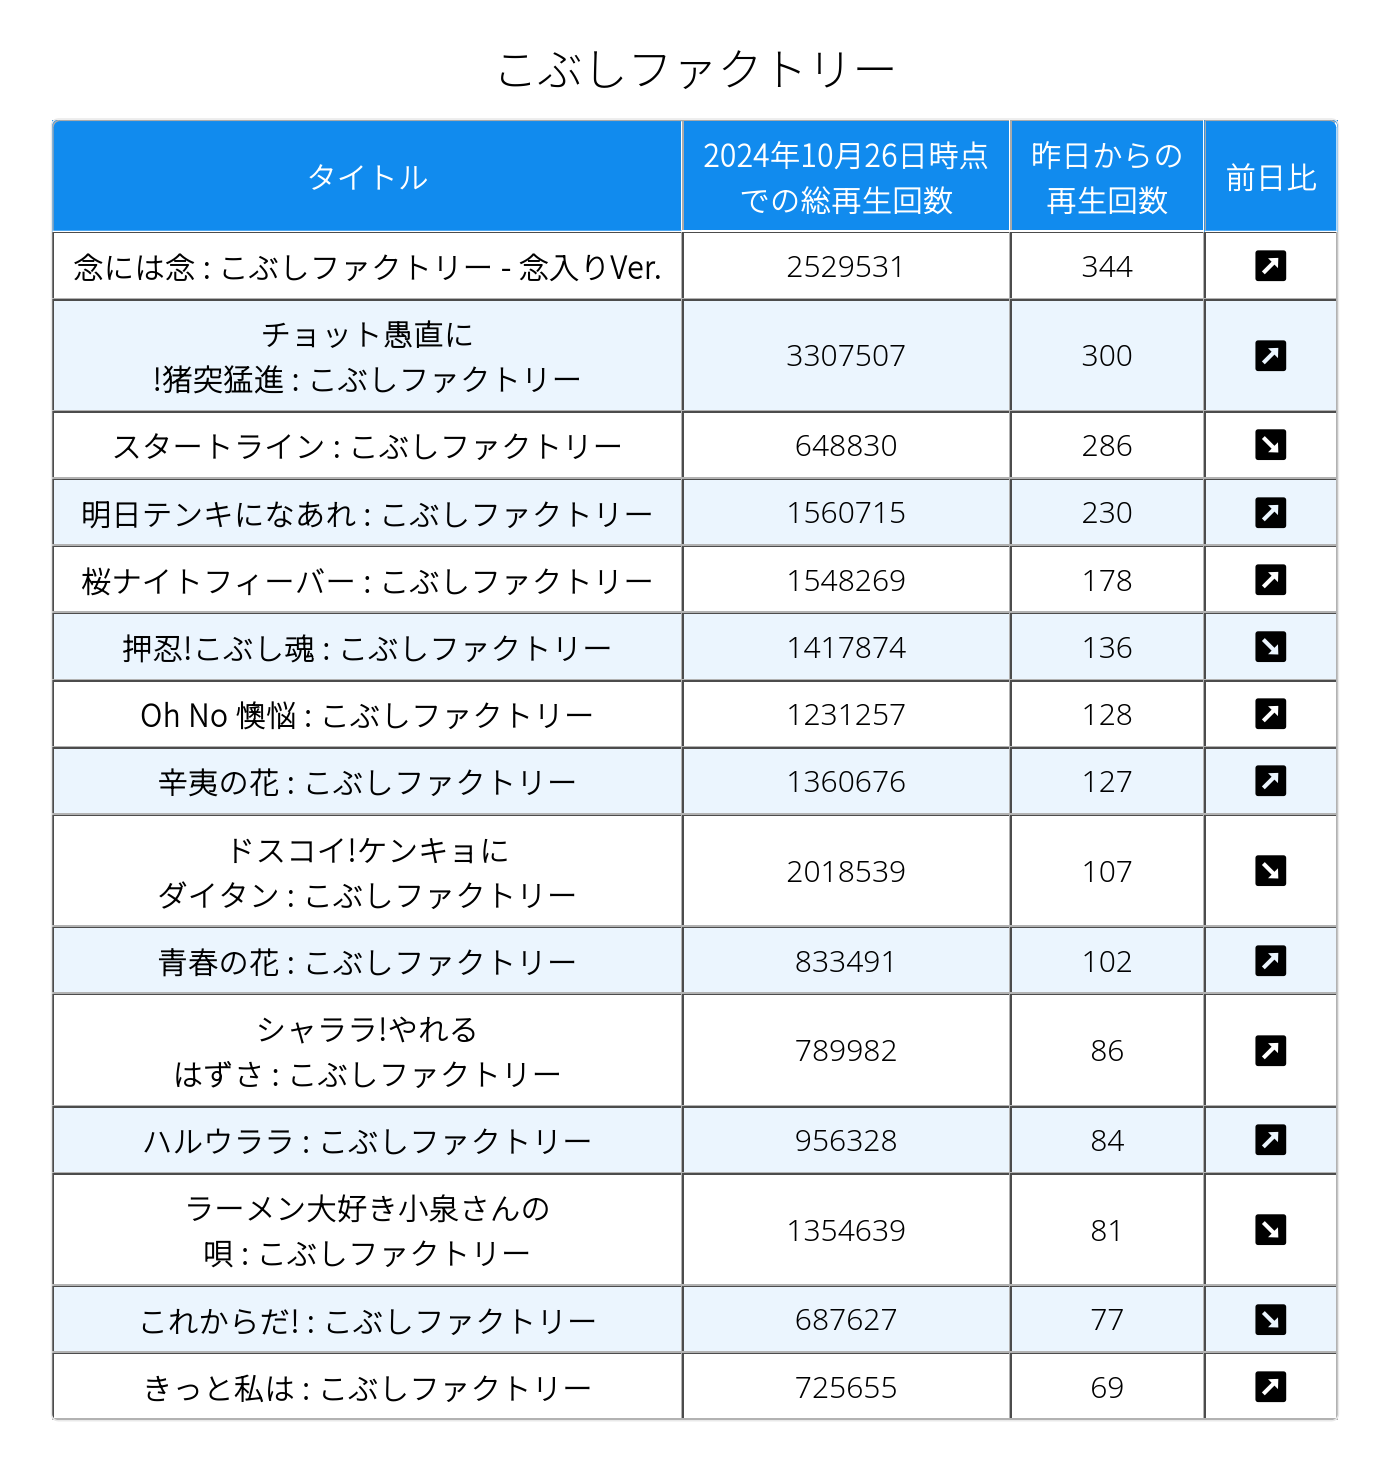 こぶしファクトリー
タイトル
2024年10月26日時点
での総再生回数
昨日からの
再生回数
前日比
念には念 : こぶしファクトリー - 念入りVer.
2529531
344
チョット愚直に
!猪突猛進 : こぶしファクトリー
3307507
300
スタートライン : こぶしファクトリー
648830
286
明日テンキになあれ : こぶしファクトリー
1560715
230
桜ナイトフィーバー : こぶしファクトリー
1548269
178
押忍!こぶし魂 : こぶしファクトリー
1417874
136
Oh No 懊悩 : こぶしファクトリー
1231257
128
辛夷の花 : こぶしファクトリー
1360676
127
ドスコイ!ケンキョに
ダイタン : こぶしファクトリー
2018539
107
青春の花 : こぶしファクトリー
833491
102
シャララ!やれる
はずさ : こぶしファクトリー
789982
86
ハルウララ : こぶしファクトリー
956328
84
ラーメン大好き小泉さんの
唄 : こぶしファクトリー
1354639
81
これからだ! : こぶしファクトリー
687627
77
きっと私は : こぶしファクトリー
725655
69